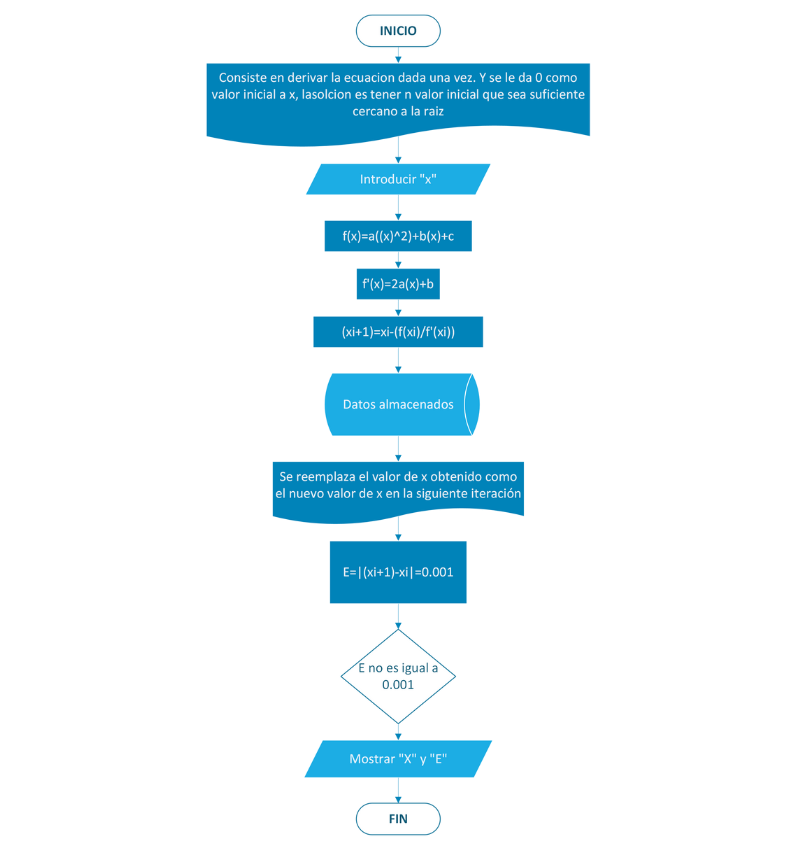 INICIO
Consiste en derivar la ecuacion dada una vez. Y se le da 0 como
valor inicial a x, lasolcion es tener n valor inicial que sea suficiente
cercano a la raiz
Introducir "x"
f(x)=a((x)^2)+b(x)+c
f'(x)=2a(x)+b
(xi+1)=xi-(f(xi)/f'(xi))
Datos almacenados
Se reemplaza el valor de x obtenido como
el nuevo valor de x en la siguiente iteración
E=|(xi+1)-xi|=0.001
E no es igual a
0.001
Mostrar "X" y "E"
FIN